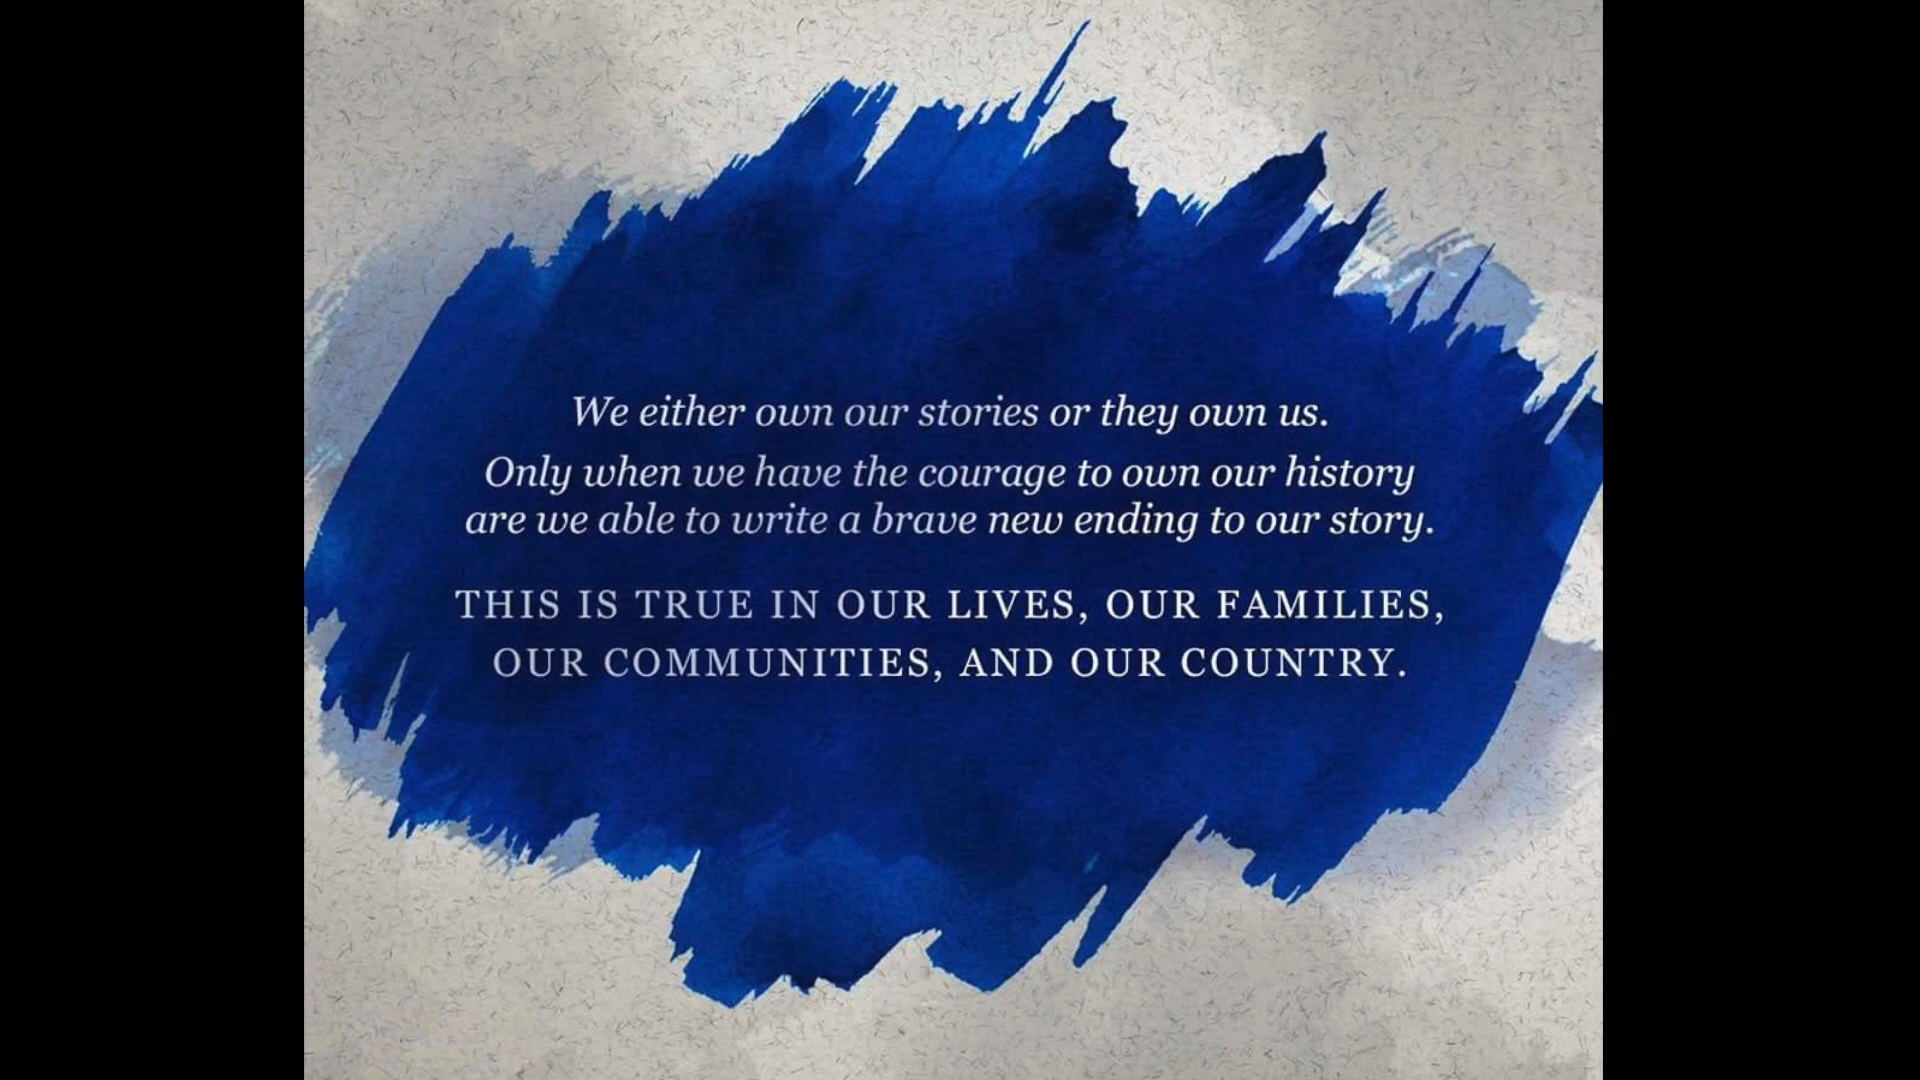 We either own our stories or they own us.
Only when we have the courage to own our history
are we able to write a brave new ending to our story.
THIS IS TRUE IN OUR LIVES, OUR FAMILIES,
OUR COMMUNITIES, AND OUR COUNTRY.